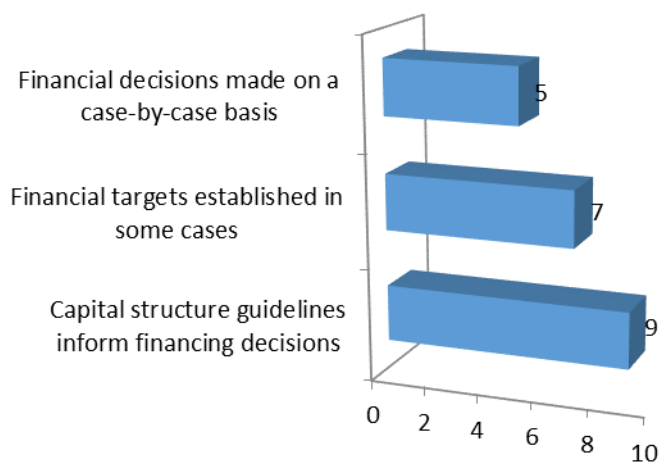 Financial decisions made on a
case-by-case basis
5
Financial targets established in
some cases
7
Capital structure guidelines
inform financing decisions
9
0
2
4
6
8
10